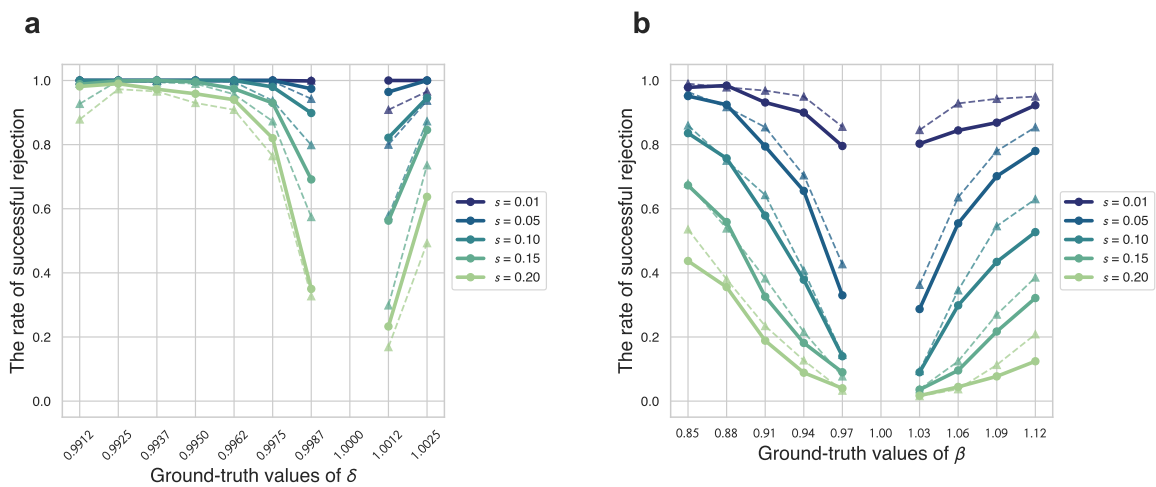 a
The rate of successful rejection
1.0
0.8
0.6
0.4
0.2
0.0
0.9912
0.9925
0.9937
0.9950
0.9962
0.9975
0.9987
1.0000
1.0012
1.0025
Ground-truth values of δ
s = 0.01
s = 0.05
s = 0.10
s = 0.15
s = 0.20
b
The rate of successful rejection
1.0
0.8
0.6
0.4
0.2
0.0
0.85 0.88 0.91 0.94 0.97 1.00 1.03 1.06 1.09 1.12
Ground-truth values of β
s = 0.01
s = 0.05
s = 0.10
s = 0.15
s = 0.20